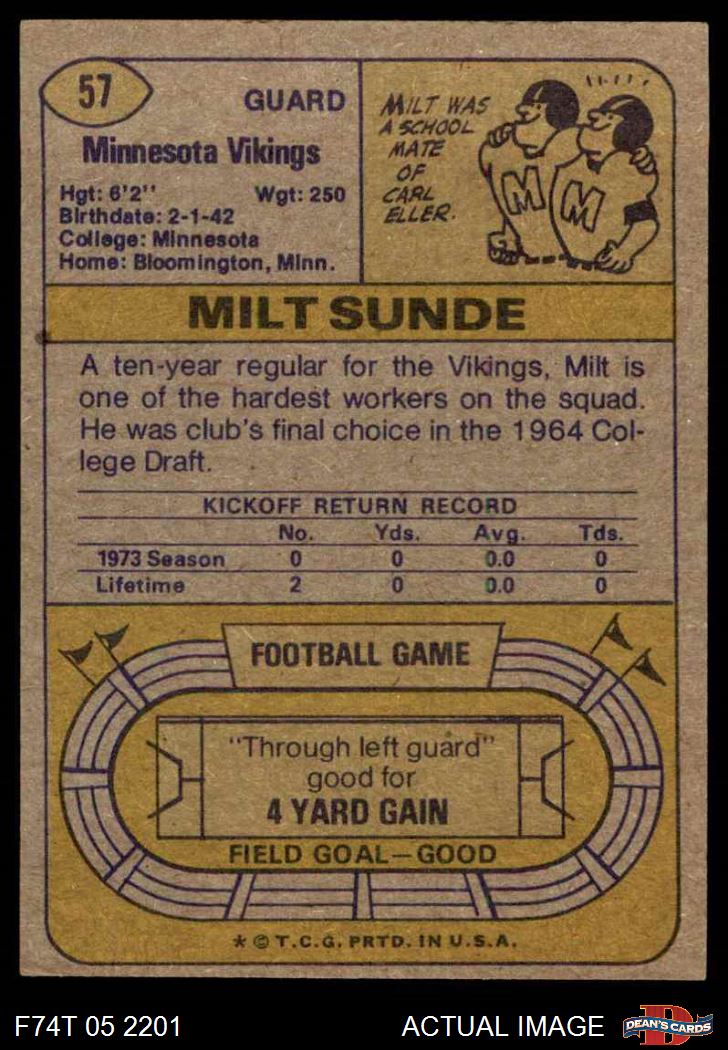 57
GUARD
Minnesota Vikings
Hgt: 6'2" Wgt: 250
Birthdate: 2-1-42
College: Minnesota
Home: Bloomington, Minn.
MILT WAS
A SCHOOL
MATE
OF
CARL
ELLER.
M M
MILT SUNDE
A ten-year regular for the Vikings, Milt is
one of the hardest workers on the squad.
He was club's final choice in the 1964 Col-
lege Draft.
KICKOFF RETURN RECORD
No. Yds. Avg. Tds.
1973 Season 0 0 0.0 0
Lifetime 2 0 0.0 0
FOOTBALL GAME
"Through left guard"
good for
4 YARD GAIN
FIELD GOAL—GOOD
* © T.C.G. PRTD. IN U.S.A.
F74T 05 2201 ACTUAL IMAGE
D
DEAN'S CARDS